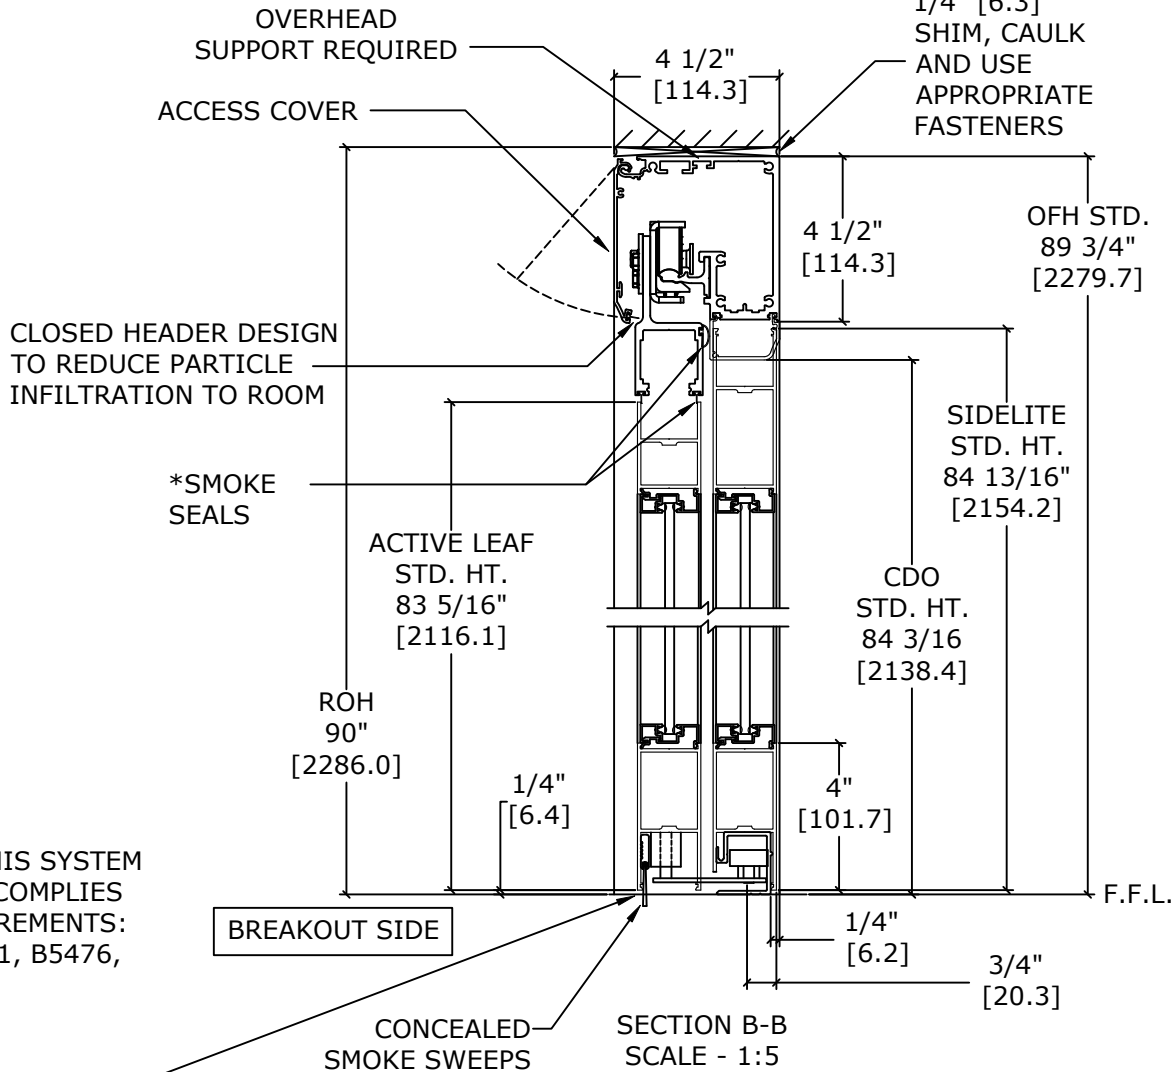 OVERHEAD
SUPPORT REQUIRED
ACCESS COVER
4 1/2"
[114.3]
1/4" [6.3]
SHIM, CAULK
AND USE
APPROPRIATE
FASTENERS
4 1/2"
[114.3]
OFH STD.
89 3/4"
[2279.7]
CLOSED HEADER DESIGN
TO REDUCE PARTICLE
INFILTRATION TO ROOM
*SMOKE
SEALS
SIDELITE
STD. HT.
84 13/16"
[2154.2]
ACTIVE LEAF
STD. HT.
83 5/16"
[2116.1]
CDO
STD. HT.
84 3/16
[2138.4]
ROH
90"
[2286.0]
1/4"
[6.4]
4"
[101.7]
HIS SYSTEM
COMPLIES
REMENTS:
1, B5476,
BREAKOUT SIDE
F.F.L.
1/4"
[6.2]
3/4"
[20.3]
CONCEALED
SMOKE SWEEPS
SECTION B-B
SCALE - 1:5